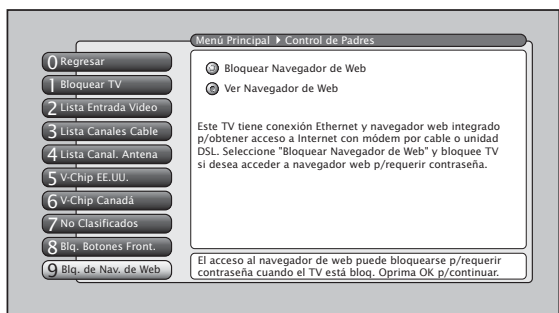 Menú Principal ▸ Control de Padres
0 Regresar
1 Bloquear TV
2 Lista Entrada Video
3 Lista Canales Cable
4 Lista Canal. Antena
5 V-Chip EE.UU.
6 V-Chip Canadá
7 No Clasificados
8 Blq. Botones Front.
9 Blq. de Nav. de Web
Bloquear Navegador de Web
Ver Navegador de Web
Este TV tiene conexión Ethernet y navegador web integrado
p/obtener acceso a Internet con módem por cable o unidad
DSL. Seleccione "Bloquear Navegador de Web" y bloquee TV
si desea acceder a navegador web p/requerir contraseña.
El acceso al navegador de web puede bloquearse p/requerir
contraseña cuando el TV está bloq. Oprima OK p/continuar.